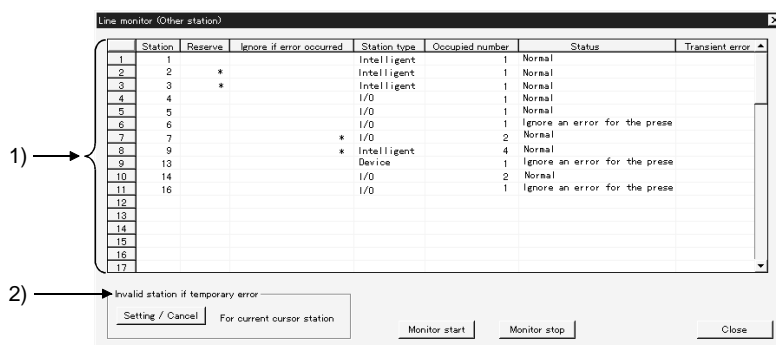 Line monitor (Other station)
Station Reserve Ignore if error occurred Station type Occupied number Status Transient error
1 1 Intelligent 1 Normal
2 2 * Intelligent 1 Normal
3 3 * Intelligent 1 Normal
4 4 I/O 1 Normal
5 5 I/O 1 Normal
6 6 I/O 1 Ignore an error for the prese
7 7 * I/O 2 Normal
8 9 * Intelligent 4 Normal
9 13 Device 1 Ignore an error for the prese
10 14 I/O 2 Normal
11 16 I/O 1 Ignore an error for the prese
12
13
14
15
16
17
1)
2)
Invalid station if temporary error
Setting / Cancel For current cursor station
Monitor start Monitor stop Close